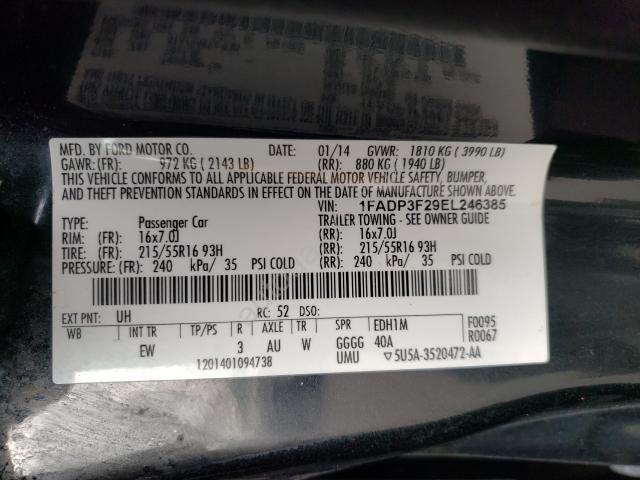 MFD. BY FORD MOTOR CO. DATE: 01/14 GVWR: 1810 KG ( 3990 LB)
GAWR: (FR): 972 KG ( 2143 LB) (RR): 880 KG ( 1940 LB)
THIS VEHICLE CONFORMS TO ALL APPLICABLE FEDERAL MOTOR VEHICLE SAFETY, BUMPER,
AND THEFT PREVENTION STANDARDS IN EFFECT ON THE DATE OF MANUFACTURE SHOWN ABOVE.
VIN: 1FADP3F29EL246385
TYPE: Passenger Car TRAILER TOWING - SEE OWNER GUIDE
RIM: (FR) 16x7.0J (RR): 16x7.0J
TIRE: (FR) 215/55R16 93H (RR): 215/55R16 93H
PRESSURE: (FR) 240 kPa/ 35 PSI COLD (RR): 240 kPa/ 35 PSI COLD
EXT PNT: UH RC: 52 DSO:
WB INT TR TP/PS R AXLE TR SPR EDH1M F0095
EW 3 AU W GGGG 40A R0067
1201401094738 UMU ▽5U5A-3520472-AA